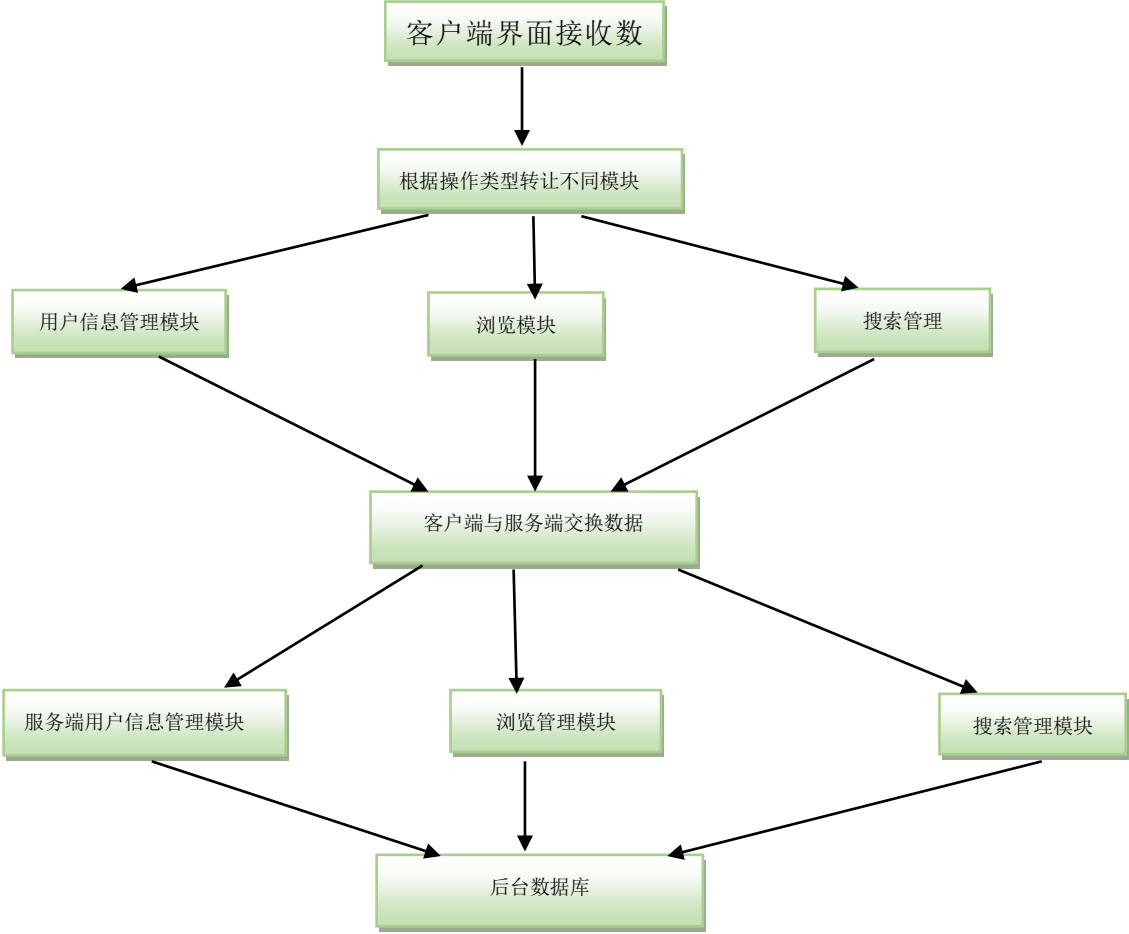 客户端界面接收数
根据操作类型转让不同模块
用户信息管理模块
浏览模块
搜索管理
客户端与服务端交换数据
服务端用户信息管理模块
浏览管理模块
搜索管理模块
后台数据库